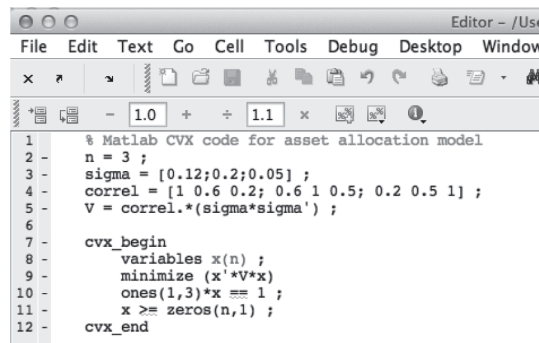 Editor – /Use
File Edit Text Go Cell Tools Debug Desktop Window
− 1.0 + ÷ 1.1 ×
1 % Matlab CVX code for asset allocation model
2 - n = 3 ;
3 - sigma = [0.12;0.2;0.05] ;
4 - correl = [1 0.6 0.2; 0.6 1 0.5; 0.2 0.5 1] ;
5 - V = correl.*(sigma*sigma') ;
6
7 - cvx_begin
8 - variables x(n) ;
9 - minimize (x'*V*x)
10 - ones(1,3)*x == 1 ;
11 - x >= zeros(n,1) ;
12 - cvx_end